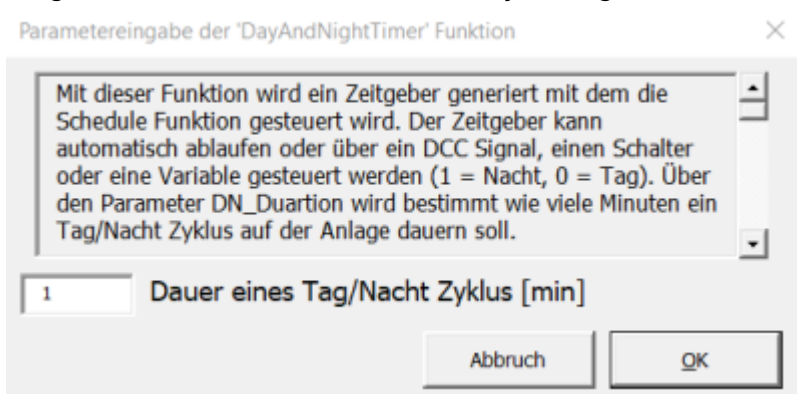 Parametereingabe der 'DayAndNightTimer' Funktion
Mit dieser Funktion wird ein Zeitgeber generiert mit dem die
Schedule Funktion gesteuert wird. Der Zeitgeber kann
automatisch ablaufen oder über ein DCC Signal, einen Schalter
oder eine Variable gesteuert werden (1 = Nacht, 0 = Tag). Über
den Parameter DN_Duartion wird bestimmt wie viele Minuten ein
Tag/Nacht Zyklus auf der Anlage dauern soll.
1 Dauer eines Tag/Nacht Zyklus [min]
Abbruch OK